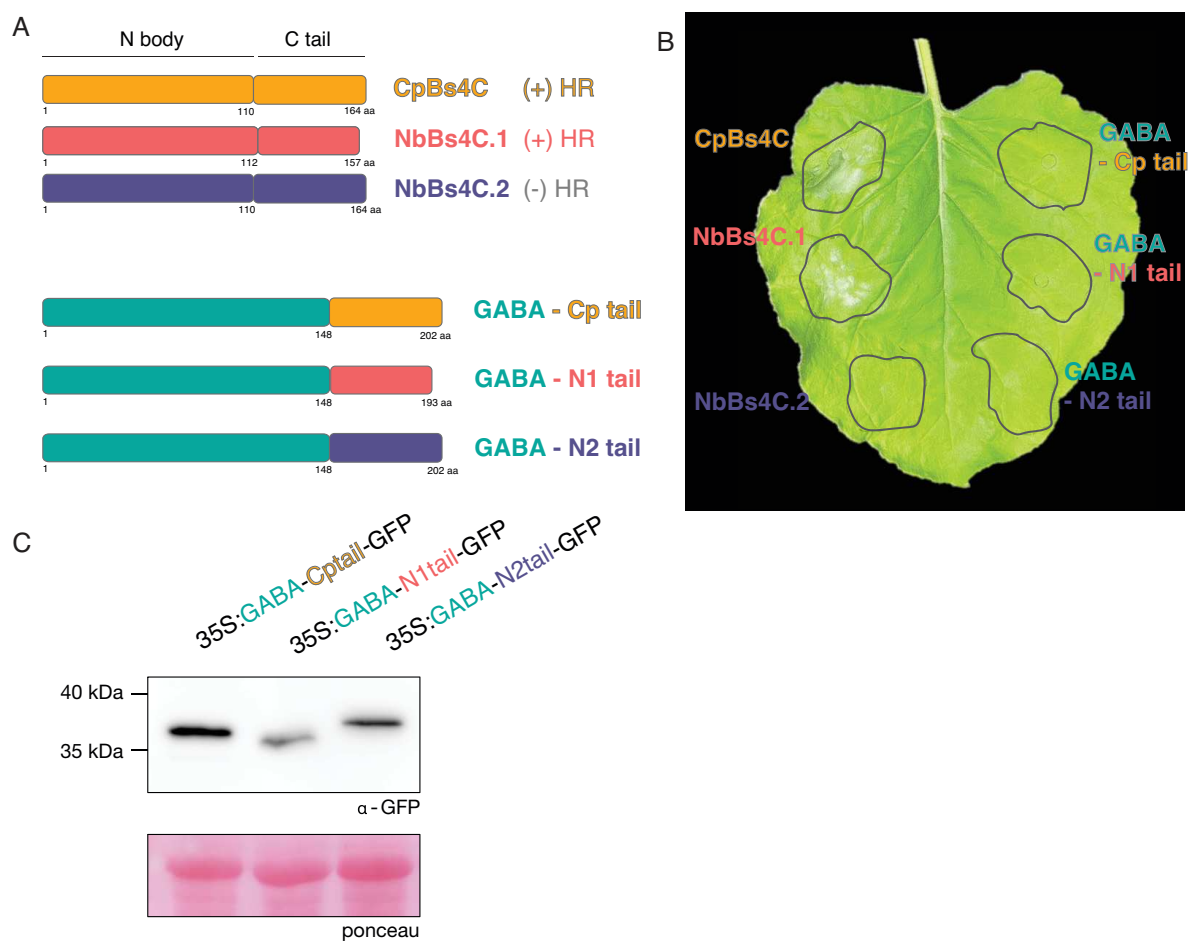 A
N body
C tail
CpBs4C (+) HR
1 110 164 aa
NbBs4C.1 (+) HR
1 112 157 aa
NbBs4C.2 (-) HR
1 110 164 aa
GABA - Cp tail
1 148 202 aa
GABA - N1 tail
1 148 193 aa
GABA - N2 tail
1 148 202 aa
B
CpBs4C
GABA
- Cp tail
NbBs4C.1
GABA
- N1 tail
NbBs4C.2
GABA
- N2 tail
C
35S:GABA-Cptail-GFP
35S:GABA-N1tail-GFP
35S:GABA-N2tail-GFP
40 kDa
35 kDa
α-GFP
ponceau